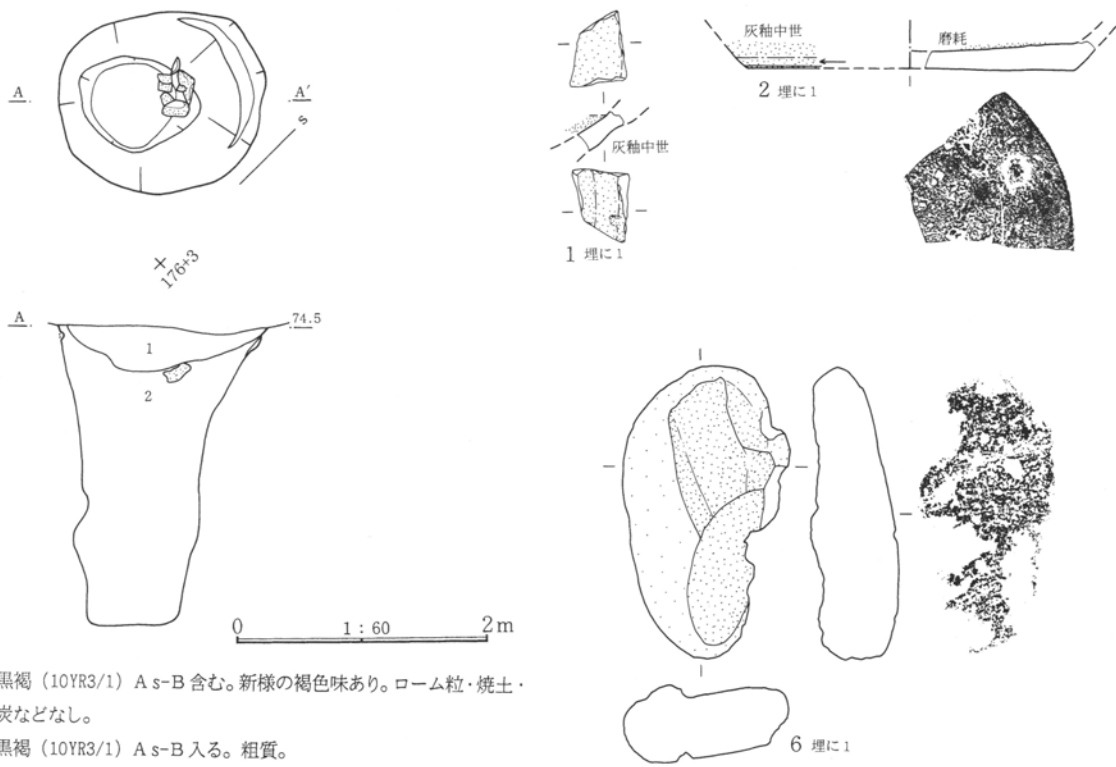 A
A′
s
176+3
A
74.5
1
2
0
1 : 60
2m
黒褐 (10YR3/1) As-B 含む。新様の褐色味あり。ローム粒・焼土・
炭などなし。
黒褐 (10YR3/1) As-B 入る。粗質。
灰釉中世
1 埋に1
灰釉中世
磨耗
2 埋に1
6 埋に1